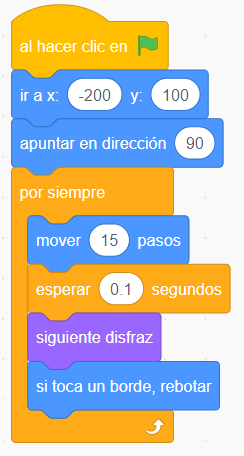 al hacer clic en
ir a x: -200 y: 100
apuntar en dirección 90
por siempre
mover 15 pasos
esperar 0.1 segundos
siguiente disfraz
si toca un borde, rebotar